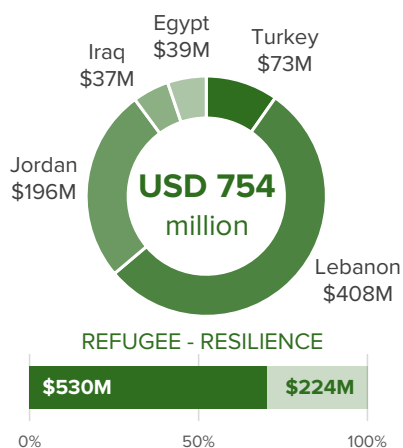 Egypt
$39M
Turkey
$73M
Iraq
$37M
Jordan
$196M
USD 754
million
Lebanon
$408M
REFUGEE - RESILIENCE
$530M $224M
0% 50% 100%